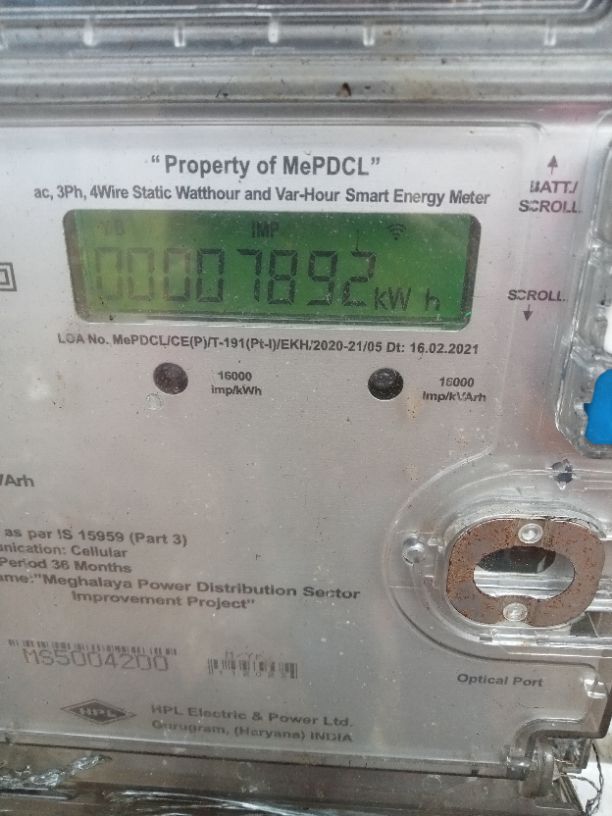 “Property of MePDCL”
ac, 3Ph, 4Wire Static Watthour and Var-Hour Smart Energy Meter
BATT./
SCROLL
IMP
00007892 kW h
SCROLL
LOA No. MePDCL/CE(P)/T-191(Pt-I)/EKH/2020-21/05 Dt: 16.02.2021
16000
imp/kWh
16000
Imp/kVArh
as per IS 15959 (Part 3)
Cellular
Period 36 Months
"Meghalaya Power Distribution Sector
Improvement Project"
MS5004200
Optical Port
HPL
HPL Electric & Power Ltd.
Gurugram, (Haryana) INDIA